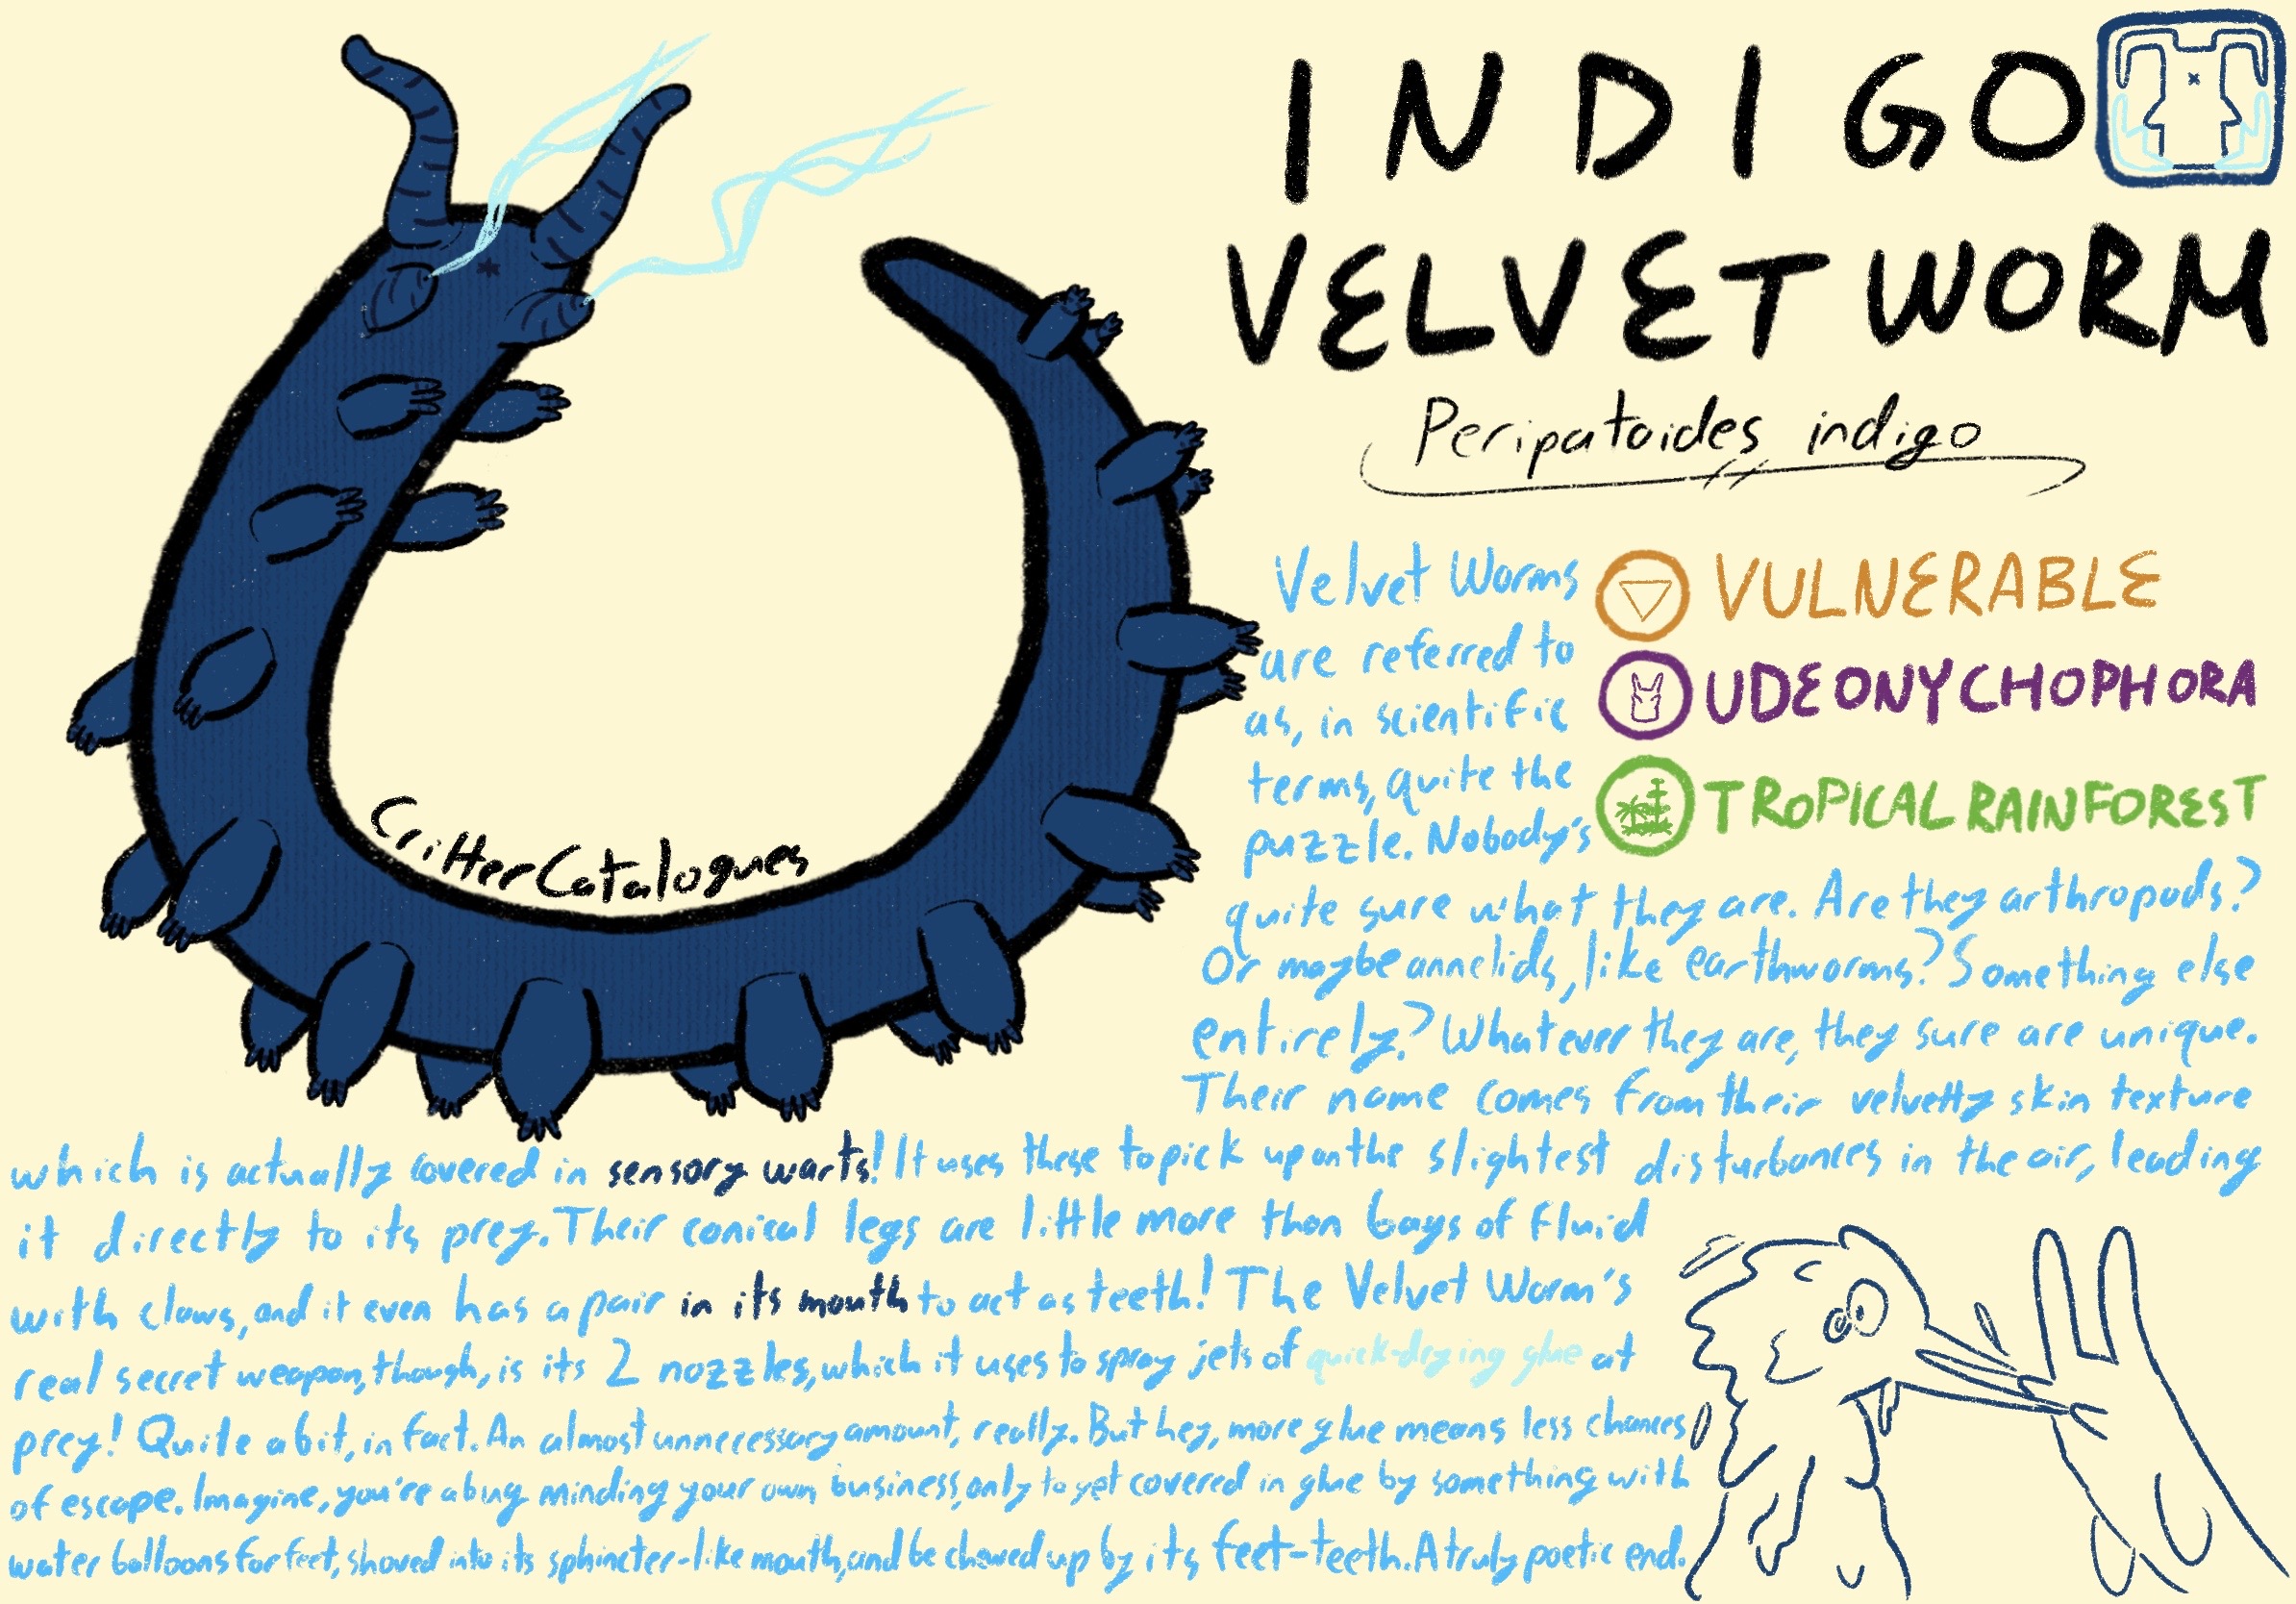 INDIGO
VELVET WORM
Peripatoides indigo
VULNERABLE
UDEONYCHOPHORA
TROPICAL RAINFOREST
CritterCatalogues
Velvet Worms
are referred to
as, in scientific
terms, quite the
puzzle. Nobody's
quite sure what they are. Are they arthropods?
Or maybe annelids, like earthworms? Something else
entirely? Whatever they are, they sure are unique.
Their name comes from their velvetty skin texture
which is actually covered in sensory warts! It uses these to pick up on the slightest disturbances in the air, leading
it directly to its prey. Their conical legs are little more than bags of fluid
with claws, and it even has a pair in its mouth to act as teeth! The Velvet Worm's
real secret weapon, though, is its 2 nozzles, which it uses to spray jets of quick-drying glue at
prey! Quite a bit, in fact. An almost unnecessary amount, really. But hey, more glue means less chances
of escape. Imagine, you're a bug minding your own business, only to get covered in glue by something with
water balloons for feet, shoved into its sphincter-like mouth, and be chewed up by its feet-teeth. A truly poetic end.